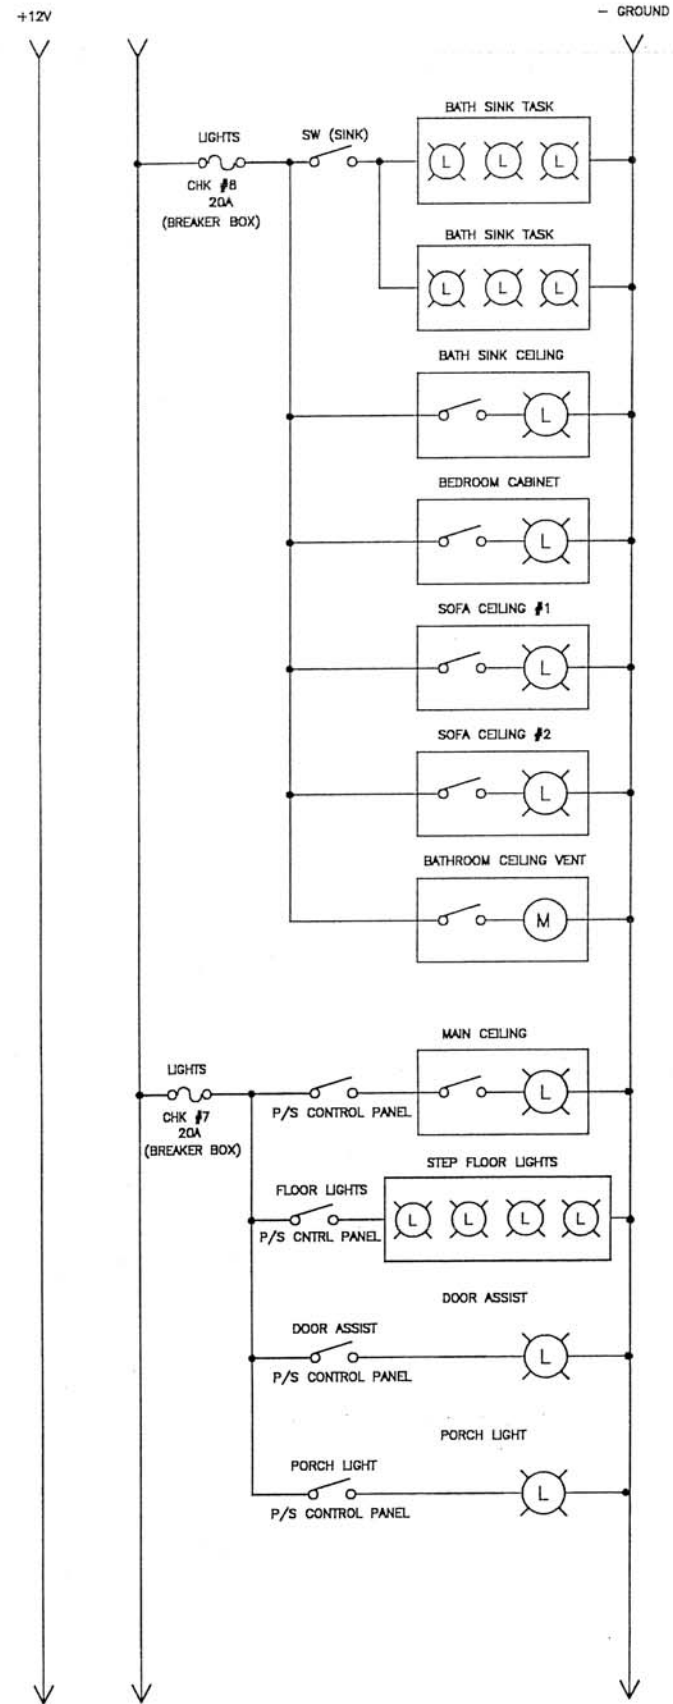 +12V
- GROUND
BATH SINK TASK
LIGHTS
SW (SINK)
L L L
CHK #8
20A
(BREAKER BOX)
BATH SINK TASK
L L L
BATH SINK CEILING
L
BEDROOM CABINET
L
SOFA CEILING #1
L
SOFA CEILING #2
L
BATHROOM CEILING VENT
M
MAIN CEILING
LIGHTS
L
P/S CONTROL PANEL
CHK #7
20A
(BREAKER BOX)
STEP FLOOR LIGHTS
FLOOR LIGHTS
L L L L
P/S CNTRL PANEL
DOOR ASSIST
DOOR ASSIST
L
P/S CONTROL PANEL
PORCH LIGHT
PORCH LIGHT
L
P/S CONTROL PANEL